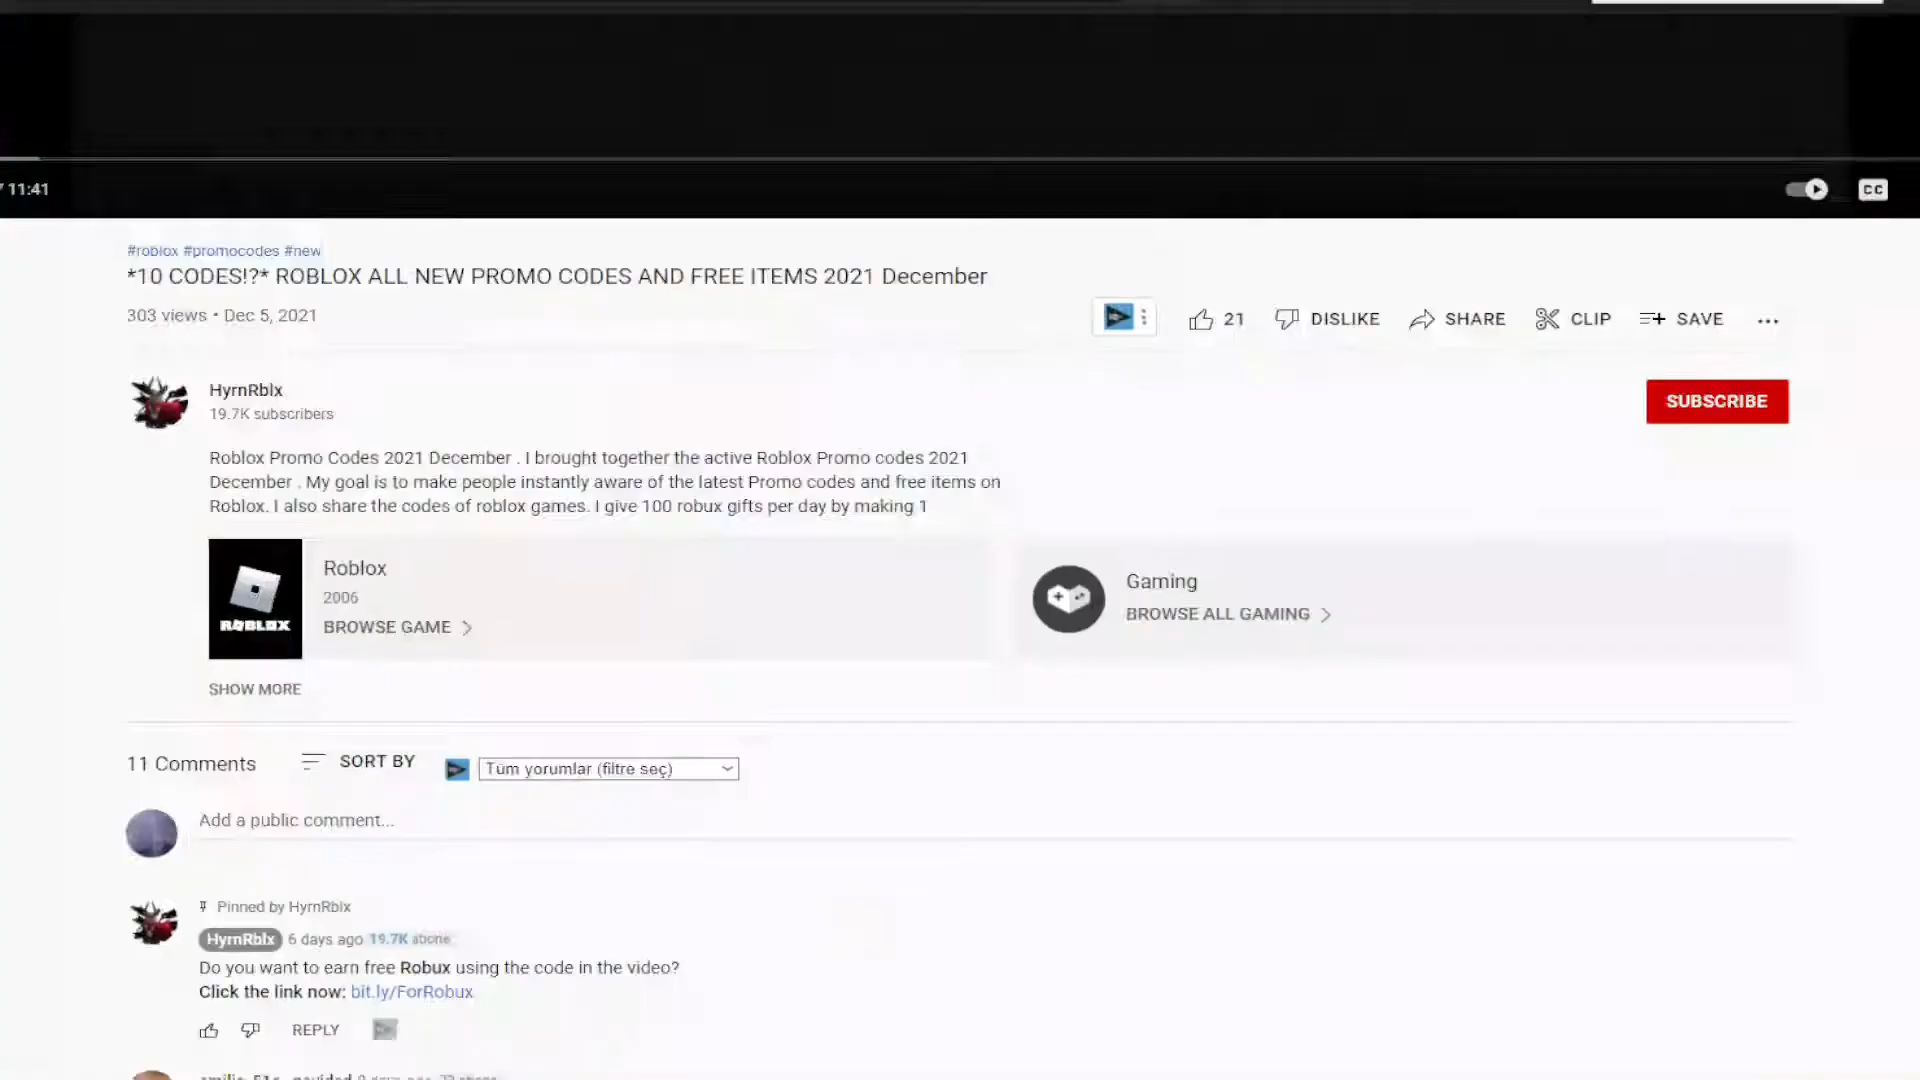 11:41
CC
#roblox #promocodes #new
*10 CODES!?* ROBLOX ALL NEW PROMO CODES AND FREE ITEMS 2021 December
303 views • Dec 5, 2021
21
DISLIKE
SHARE
CLIP
SAVE
HyrnRblx
19.7K subscribers
SUBSCRIBE
Roblox Promo Codes 2021 December . I brought together the active Roblox Promo codes 2021
December . My goal is to make people instantly aware of the latest Promo codes and free items on
Roblox. I also share the codes of roblox games. I give 100 robux gifts per day by making 1
ROBLOX
Roblox
2006
BROWSE GAME
Gaming
BROWSE ALL GAMING
SHOW MORE
11 Comments
SORT BY
Tüm yorumlar (filtre seç)
Add a public comment...
Pinned by HyrnRblx
HyrnRblx 6 days ago 19.7K abone
Do you want to earn free Robux using the code in the video?
Click the link now: bit.ly/ForRobux
REPLY